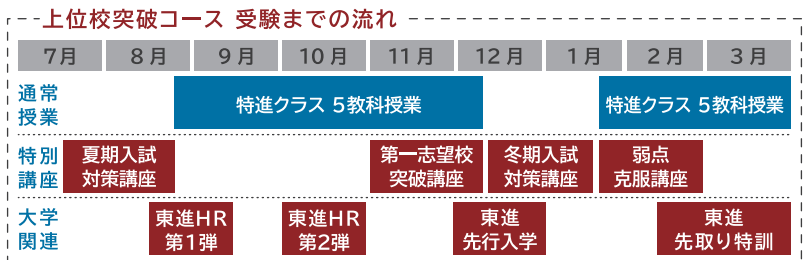 上位校突破コース 受験までの流れ
7月 8月 9月 10月 11月 12月 1月 2月 3月
通常
授業
特進クラス 5教科授業 特進クラス 5教科授業
特別
講座
夏期入試
対策講座
第一志望校
突破講座
冬期入試
対策講座
弱点
克服講座
大学
関連
東進HR
第1弾
東進HR
第2弾
東進
先行入学
東進
先取り特訓